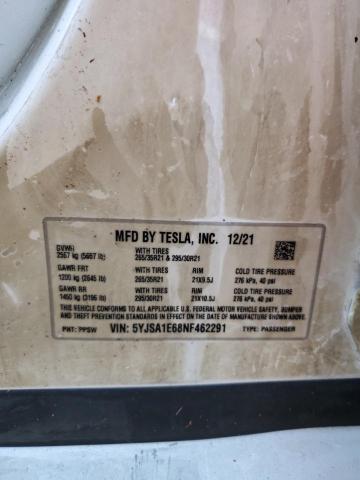 MFD BY TESLA, INC. 12/21
GVWR WITH TIRES
2567 kg (5657 lb) 265/35R21 & 295/30R21
GAWR FRT WITH TIRES RIM COLD TIRE PRESSURE
1200 kg (2645 lb) 265/35R21 21X9.5J 276 kPa, 40 psi
GAWR RR WITH TIRES RIM COLD TIRE PRESSURE
1450 kg (3196 lb) 295/30R21 21X10.5J 276 kPa, 40 psi
THIS VEHICLE CONFORMS TO ALL APPLICABLE FEDERAL MOTOR VEHICLE SAFETY, BUMPER,
AND THEFT PREVENTION STANDARDS IN EFFECT ON THE DATE OF MANUFACTURE SHOWN ABOVE.
PNT: PPSW VIN: 5YJSA1E68NF462291 TYPE: PASSENGER